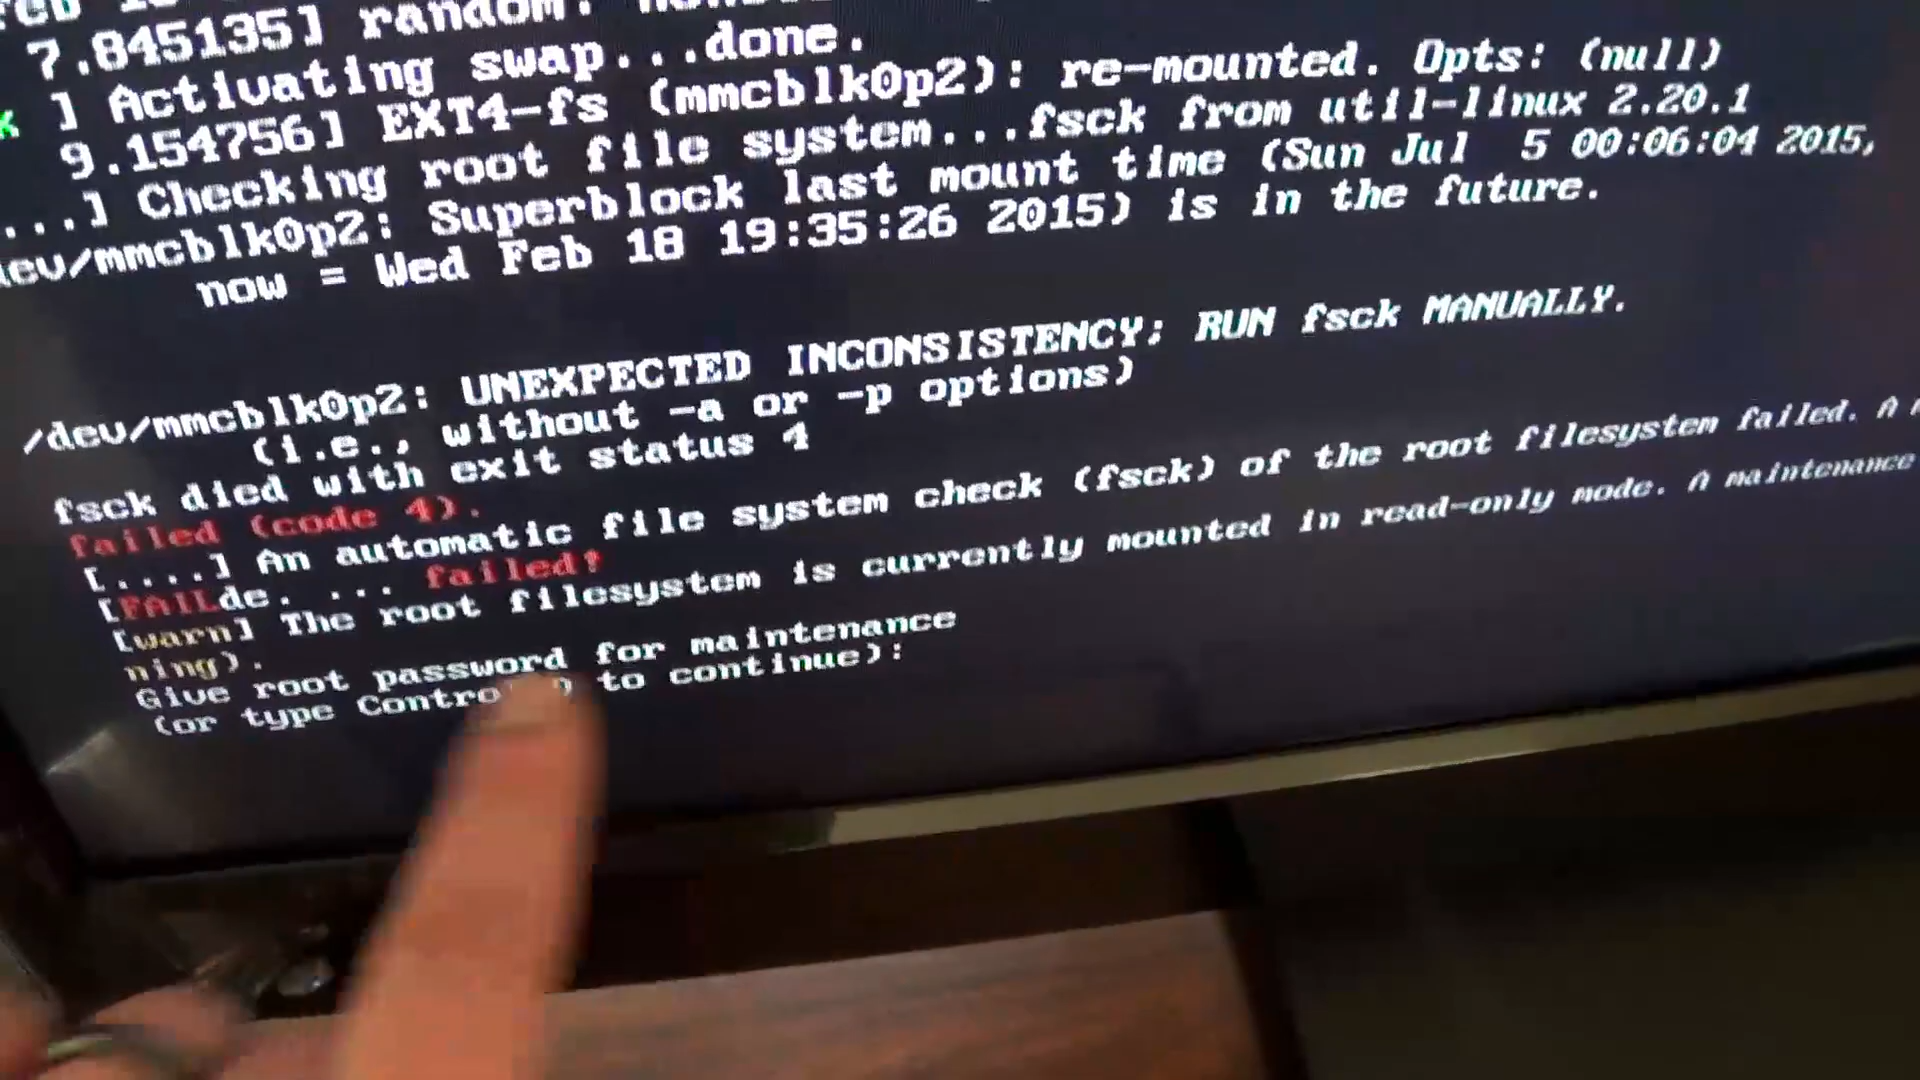 7.845135] random:
] Activating swap...done.
9.154756] EXT4-fs (mmcblk0p2): re-mounted. Opts: (null)
...] Checking root file system...fsck from util-linux 2.20.1
dev/mmcblk0p2: Superblock last mount time (Sun Jul  5 00:06:04 2015,
now = Wed Feb 18 19:35:26 2015) is in the future.
/dev/mmcblk0p2: UNEXPECTED INCONSISTENCY; RUN fsck MANUALLY.
(i.e., without -a or -p options)
fsck died with exit status 4
failed (code 4).
[....] An automatic file system check (fsck) of the root filesystem failed. A
[FAILde. ... failed!
[warn] The root filesystem is currently mounted in read-only mode. A maintenance
ning).
Give root password for maintenance
(or type Contro to continue):